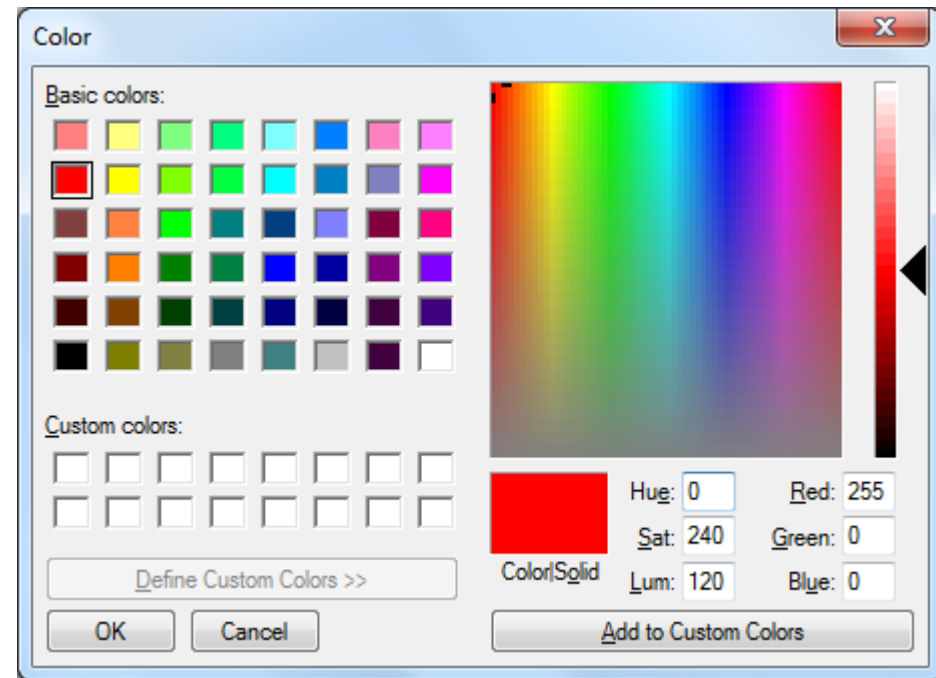 Color
X
Basic colors:
Custom colors:
Define Custom Colors >>
OK Cancel
Color|Solid
Hue: 0 Red: 255
Sat: 240 Green: 0
Lum: 120 Blue: 0
Add to Custom Colors